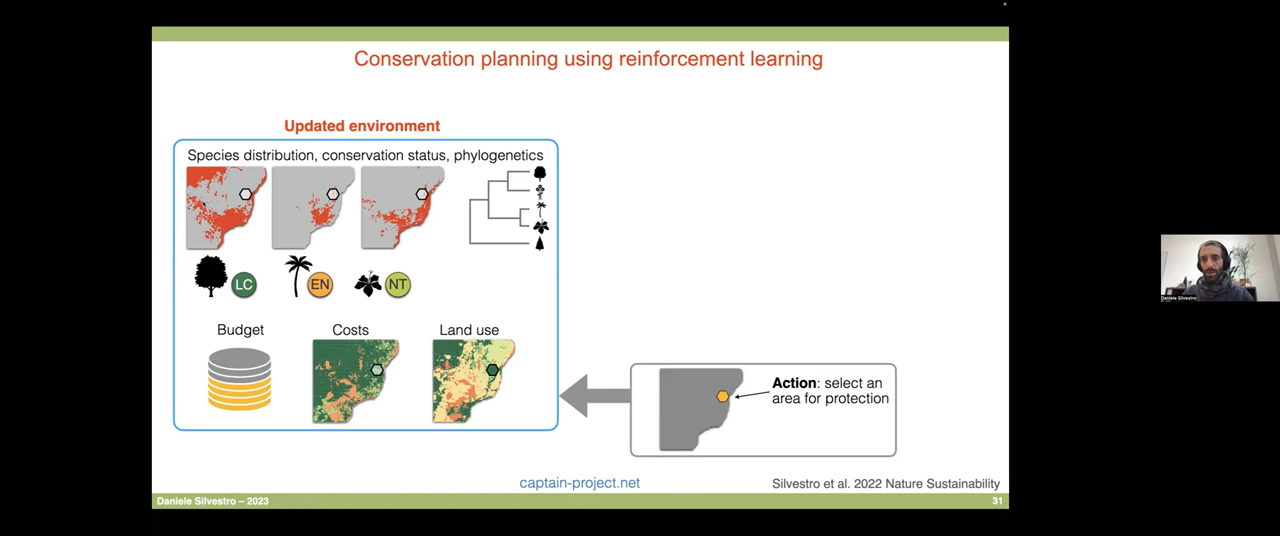 Conservation planning using reinforcement learning
Updated environment
Species distribution, conservation status, phylogenetics
LC
EN
NT
Budget
Costs
Land use
Action: select an
area for protection
captain-project.net
Silvestro et al. 2022 Nature Sustainability
Daniele Silvestro – 2023
31
Daniele Silvestro